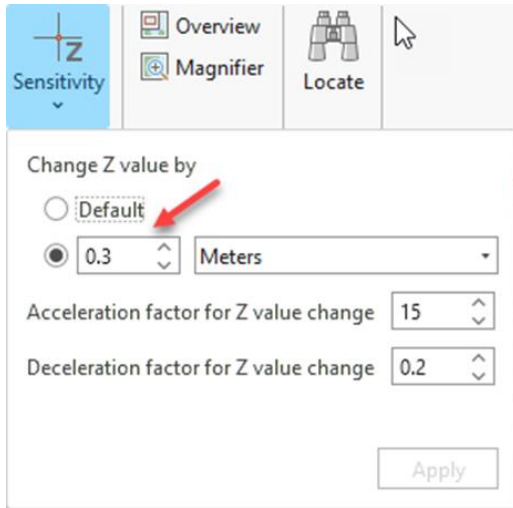 Z
Sensitivity
Overview
Magnifier
Locate
Change Z value by
Default
0.3 Meters
Acceleration factor for Z value change 15
Deceleration factor for Z value change 0.2
Apply